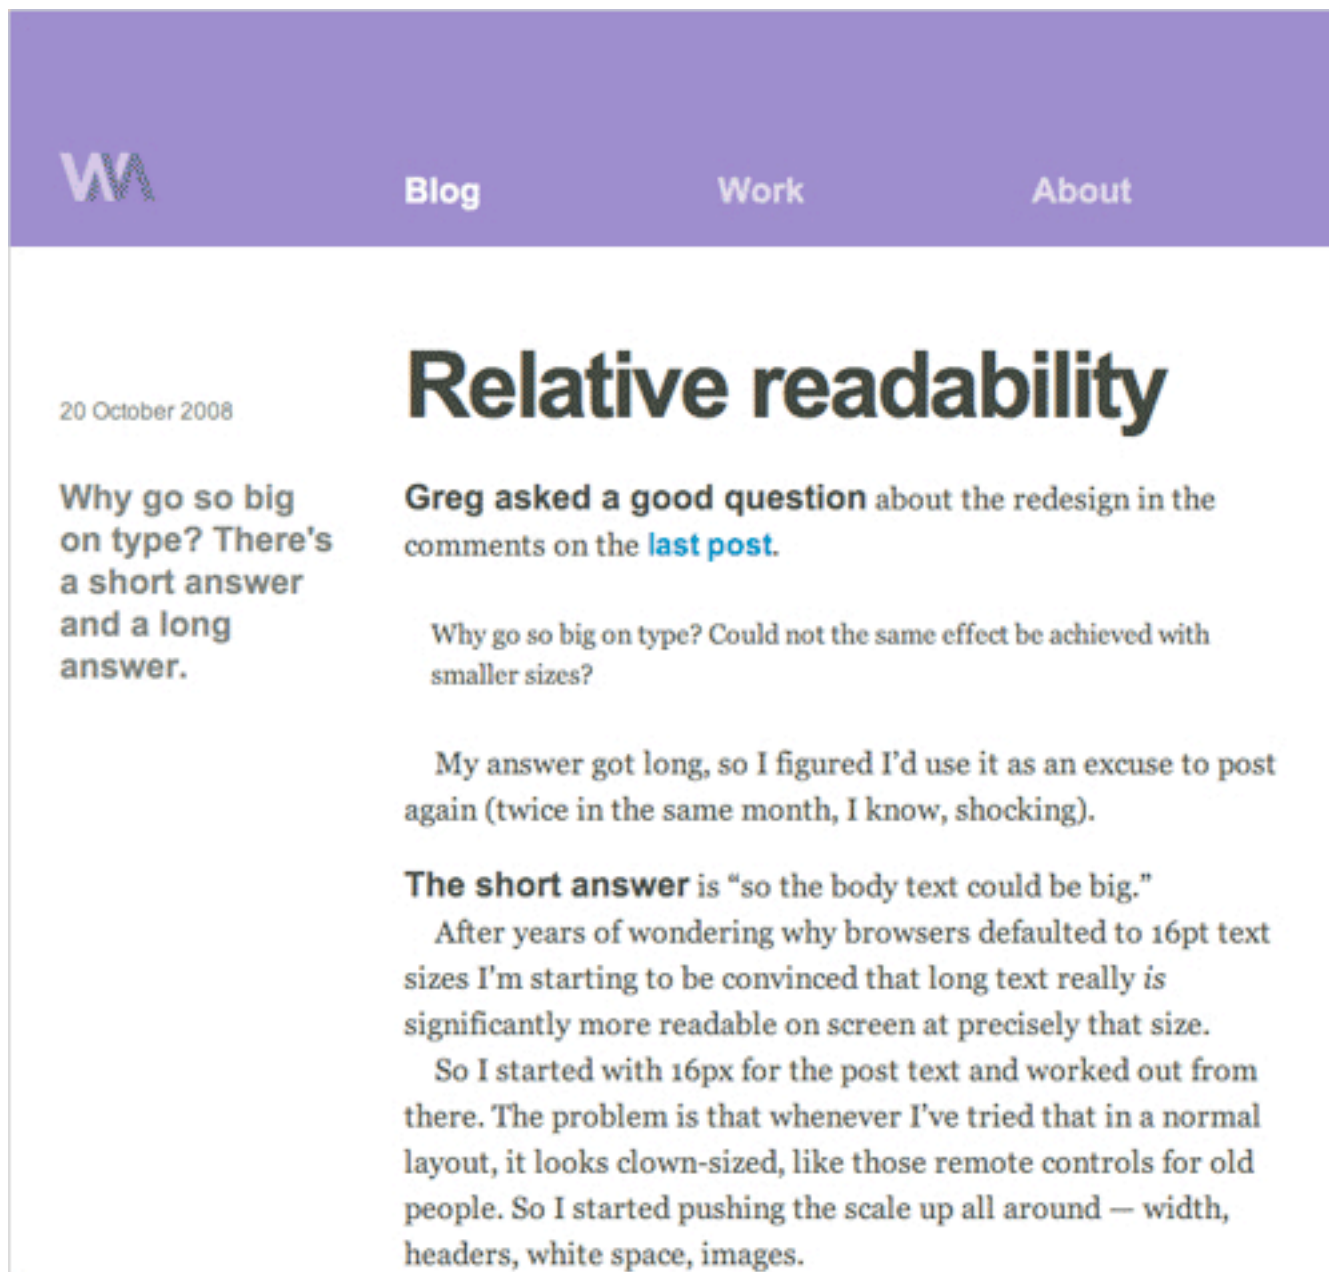 WA
Blog Work About
Relative readability
20 October 2008
Why go so big
on type? There's
a short answer
and a long
answer.
Greg asked a good question about the redesign in the
comments on the last post.
Why go so big on type? Could not the same effect be achieved with
smaller sizes?
My answer got long, so I figured I’d use it as an excuse to post
again (twice in the same month, I know, shocking).
The short answer is “so the body text could be big.”
After years of wondering why browsers defaulted to 16pt text
sizes I’m starting to be convinced that long text really is
significantly more readable on screen at precisely that size.
So I started with 16px for the post text and worked out from
there. The problem is that whenever I’ve tried that in a normal
layout, it looks clown-sized, like those remote controls for old
people. So I started pushing the scale up all around — width,
headers, white space, images.